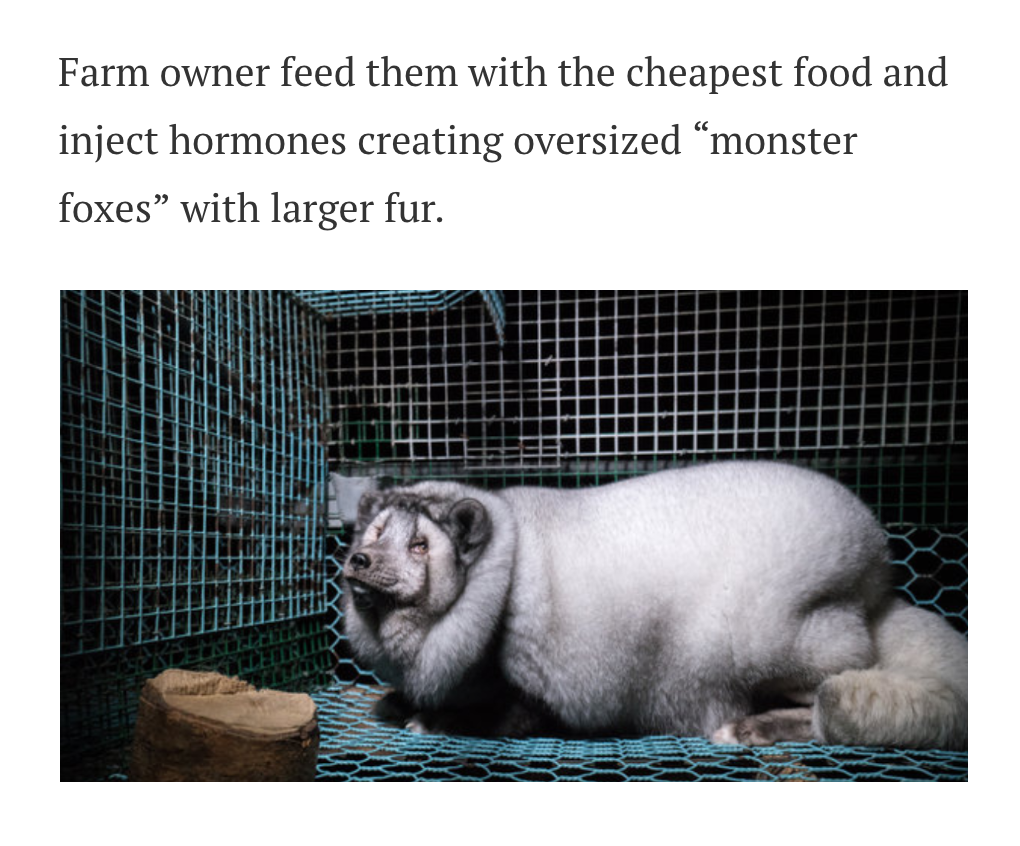 Farm owner feed them with the cheapest food and
inject hormones creating oversized “monster
foxes” with larger fur.